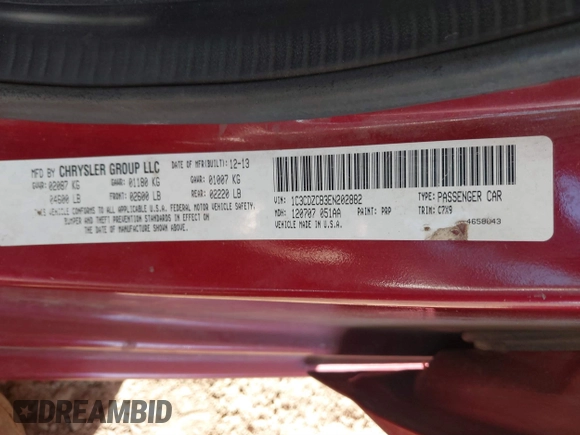 MFD BY CHRYSLER GROUP LLC DATE OF MFR(BUILT): 12-13
GVWR: 02087 KG GAWR: 01180 KG GAWR: 01007 KG
04600 LB FRONT: 02600 LB REAR: 02220 LB
THIS VEHICLE CONFORMS TO ALL APPLICABLE U.S.A. FEDERAL MOTOR VEHICLE SAFETY,
BUMPER AND THEFT PREVENTION STANDARDS IN EFFECT ON
THE DATE OF MANUFACTURE SHOWN ABOVE.
VIN: 1C3CDZCB3EN202882 TYPE: PASSENGER CAR
MDH: 120707 051AA PAINT: PRP TRIM: C7X9
VEHICLE MADE IN U.S.A. 4658043
DREAMBID